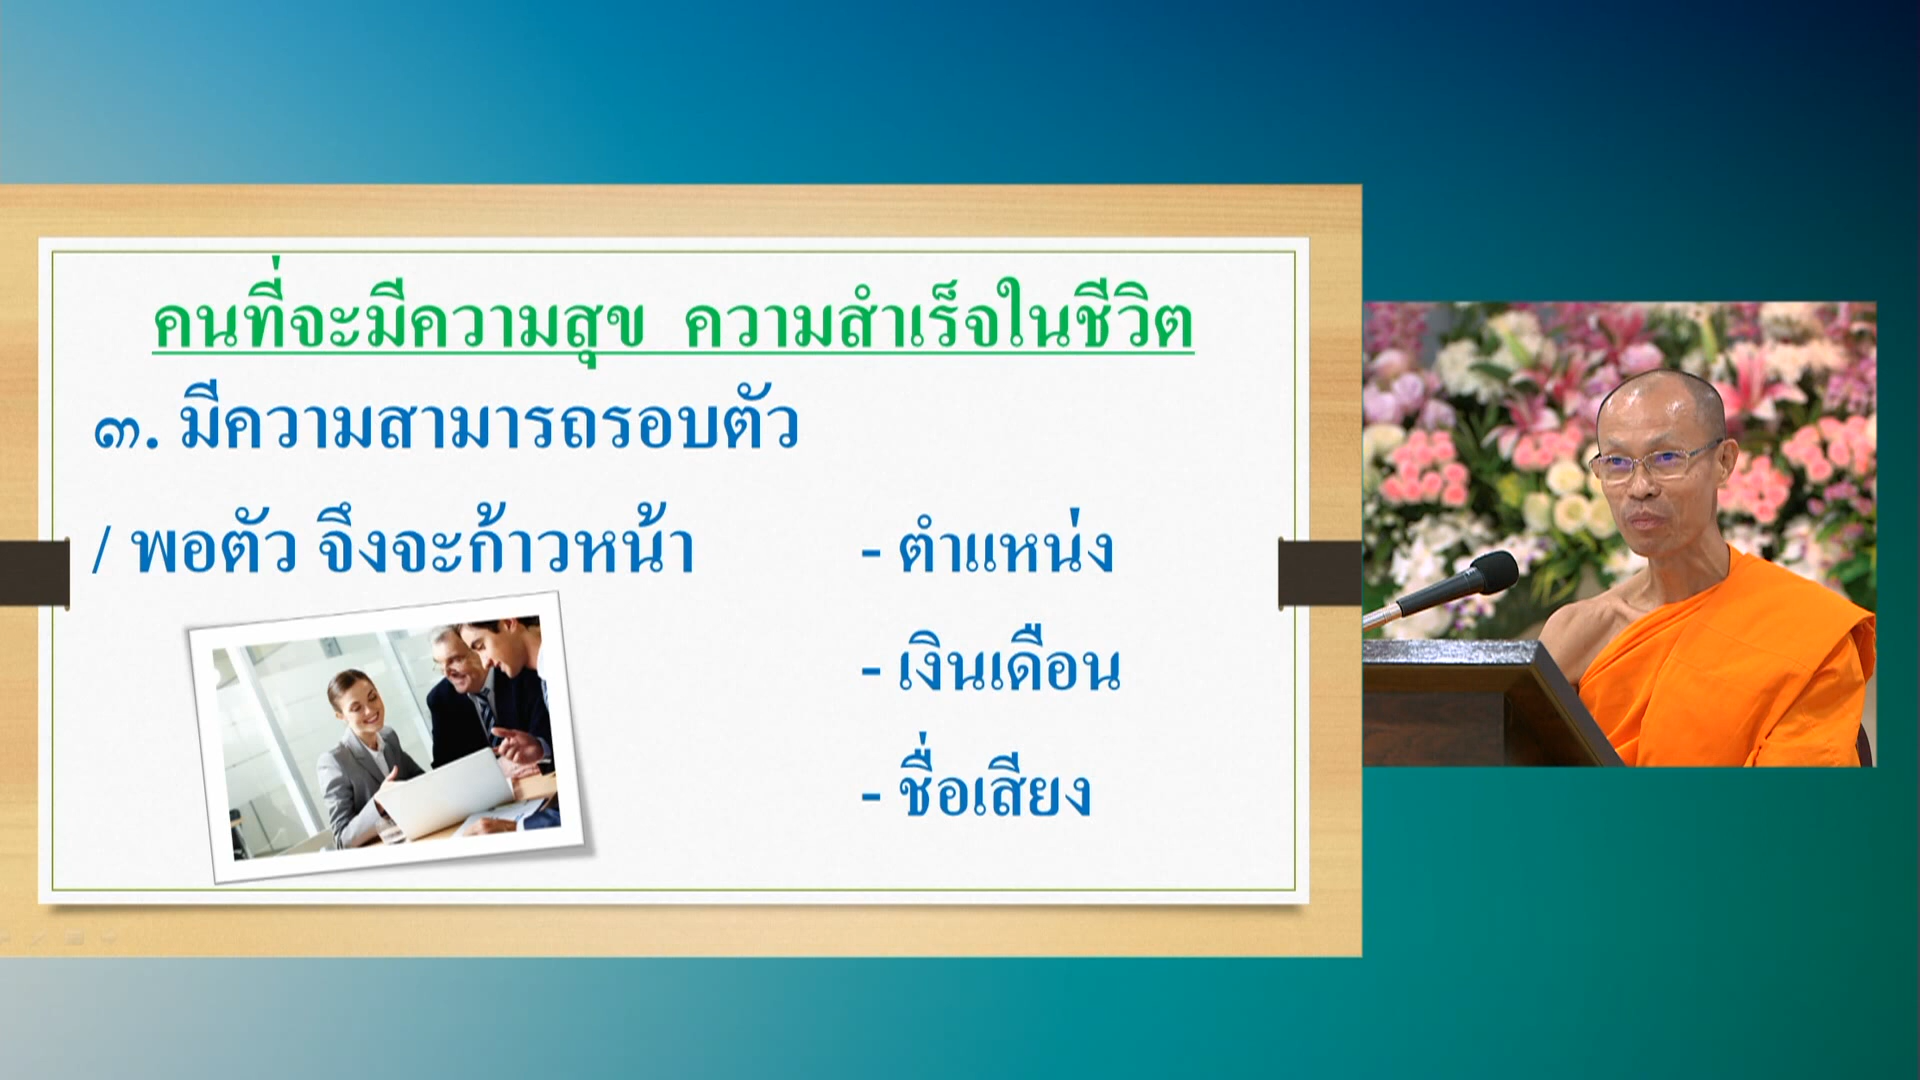 คนที่จะมีความสุข ความสำเร็จในชีวิต
๓. มีความสามารถรอบตัว
/ พอตัว จึงจะก้าวหน้า - ตำแหน่ง
- เงินเดือน
- ชื่อเสียง